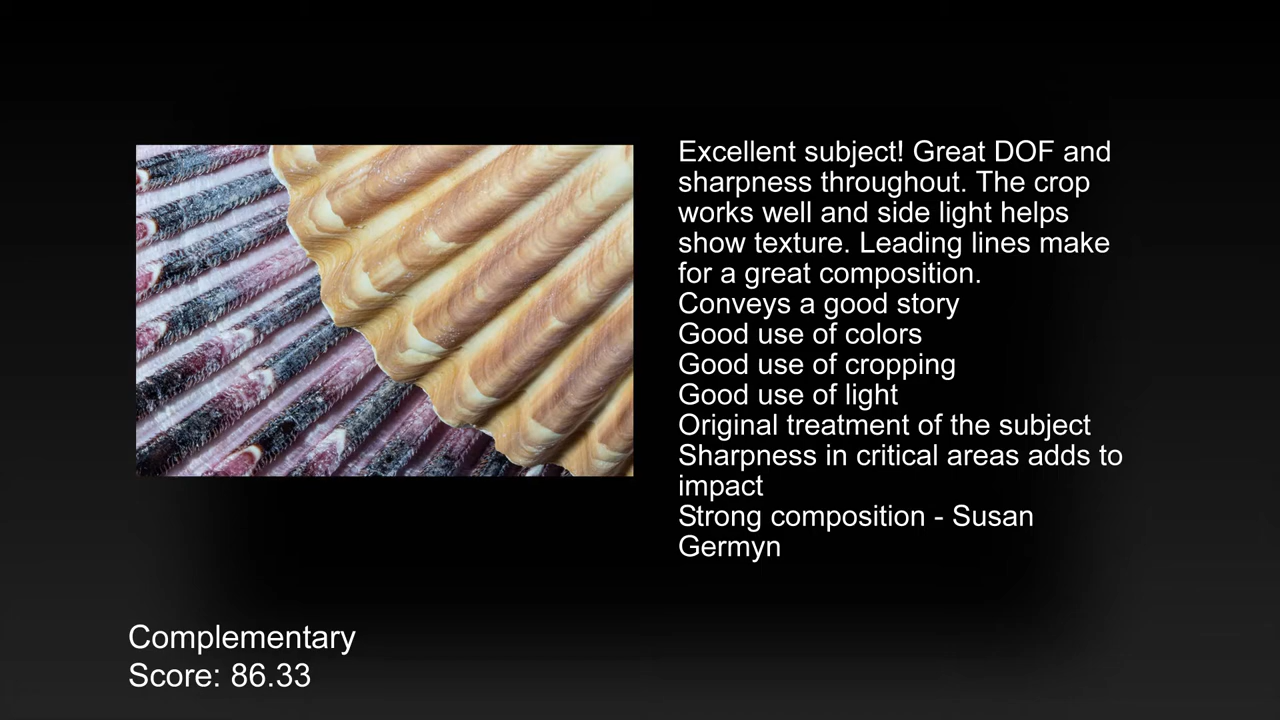 Excellent subject! Great DOF and
sharpness throughout. The crop
works well and side light helps
show texture. Leading lines make
for a great composition.
Conveys a good story
Good use of colors
Good use of cropping
Good use of light
Original treatment of the subject
Sharpness in critical areas adds to
impact
Strong composition - Susan
Germyn
Complementary
Score: 86.33